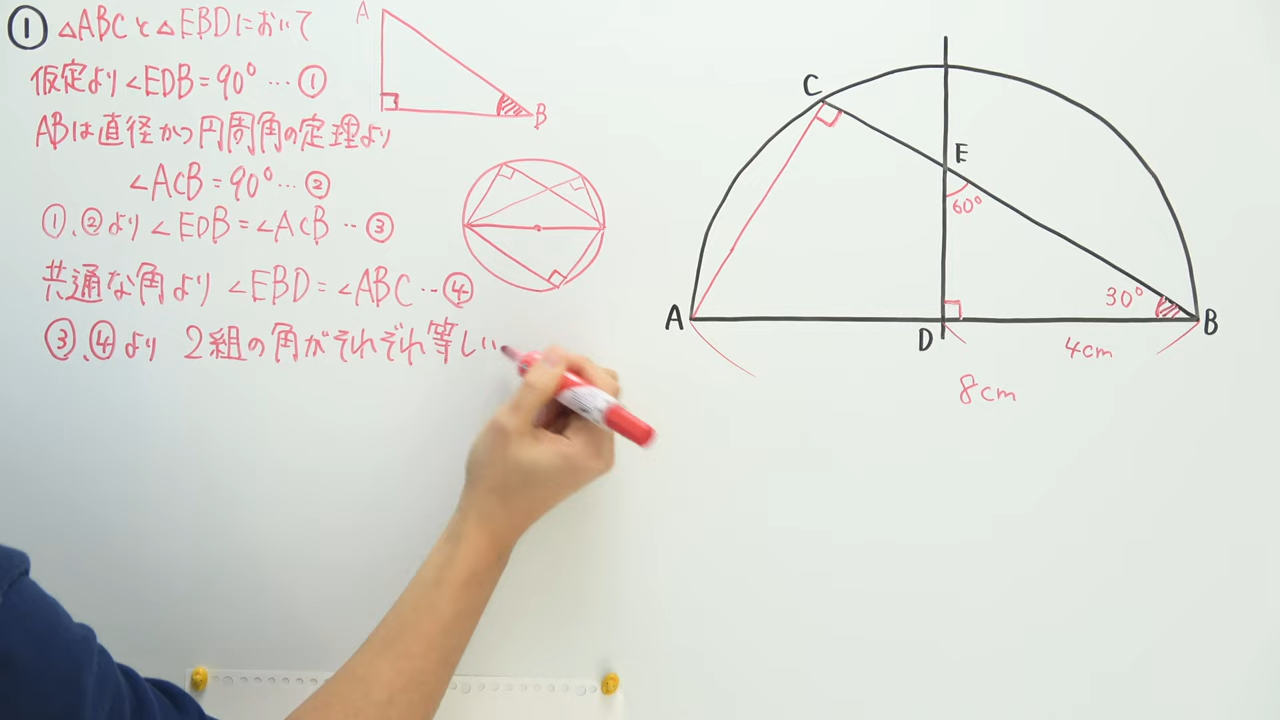 ① △ABCと△EBDにおいて
仮定より∠EDB=90°…①
ABは直径かつ円周角の定理より
∠ACB=90°…②
①、②より∠EDB=∠ACB…③
共通な角より∠EBD=∠ABC…④
③、④より 2組の角がそれぞれ等しい
A
B
C
E
60°
30°
A
D
B
4cm
8cm